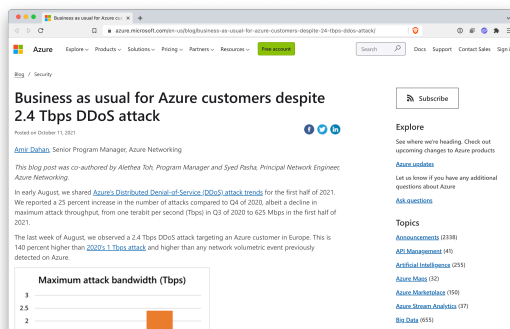 Business as usual for Azure cus
azure.microsoft.com/en-us/blog/business-as-usual-for-azure-customers-despite-24-tbps-ddos-attack/
Azure Explore Products Solutions Pricing Partners Resources Free account Search Docs Support Contact Sales Sign i
Blog / Security
Business as usual for Azure customers despite
2.4 Tbps DDoS attack
Posted on October 11, 2021
Amir Dahan, Senior Program Manager, Azure Networking
This blog post was co-authored by Alethea Toh, Program Manager and Syed Pasha, Principal Network Engineer,
Azure Networking.
In early August, we shared Azure's Distributed Denial-of-Service (DDoS) attack trends for the first half of 2021.
We reported a 25 percent increase in the number of attacks compared to Q4 of 2020, albeit a decline in
maximum attack throughput, from one terabit per second (Tbps) in Q3 of 2020 to 625 Mbps in the first half of
2021.
The last week of August, we observed a 2.4 Tbps DDoS attack targeting an Azure customer in Europe. This is
140 percent higher than 2020's 1 Tbps attack and higher than any network volumetric event previously
detected on Azure.
Maximum attack bandwidth (Tbps)
3
2.5
2
Subscribe
Explore
See where we're heading. Check out
upcoming changes to Azure products
Azure updates
Let us know if you have any additional
questions about Azure
Ask questions
Topics
Announcements (2338)
API Management (41)
Artificial Intelligence (255)
Azure Maps (32)
Azure Marketplace (150)
Azure Stream Analytics (37)
Big Data (655)